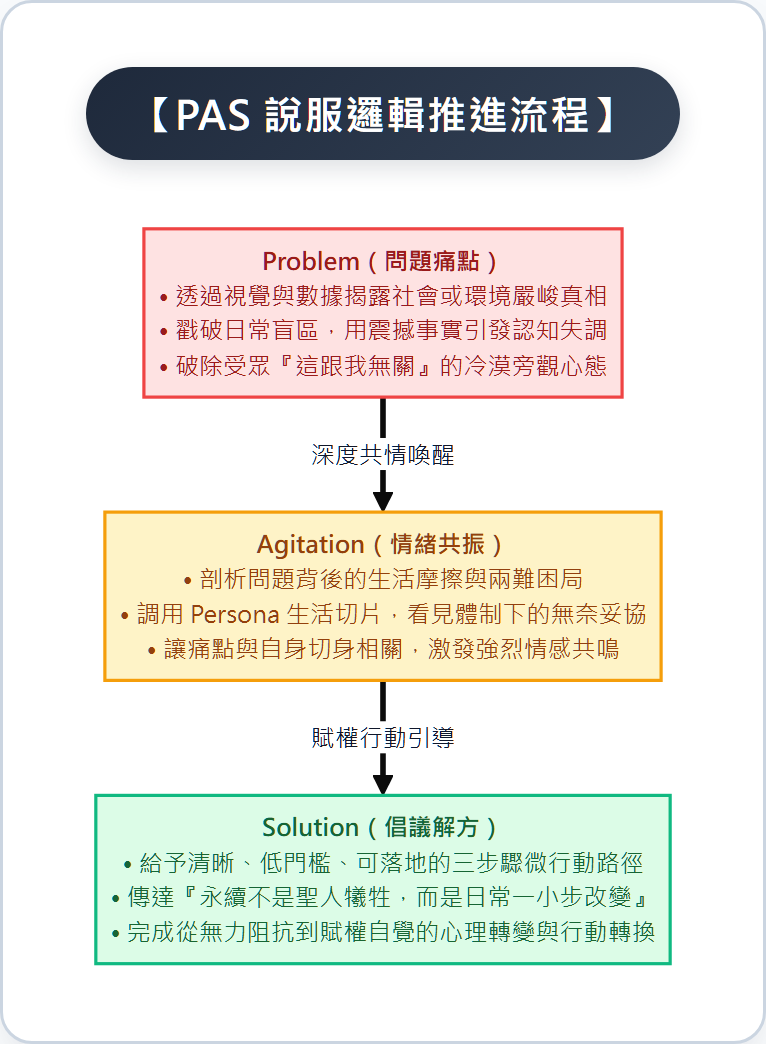 【PAS 說服邏輯推進流程】
Problem（問題痛点）
• 透過視覺與數據揭露社會或環境嚴峻真相
• 戳破日常盲區，用震撼事實引發認知失調
• 破除受眾『這跟我無關』的冷漠旁觀心態
深度共情喚醒
Agitation（情緒共振）
• 剖析問題背後的生活摩擦與兩難困局
• 調用 Persona 生活切片，看見體制下的無奈妥協
• 讓痛點與自身切身相關，激發強烈情感共鳴
賦權行動引導
Solution（倡議解方）
• 給予清晰、低門檻、可落地的三步驟微行動路徑
• 傳達『永續不是聖人犧牲，而是日常一小步改變』
• 完成從無力阻抗到賦權自覺的心理轉變與行動轉換